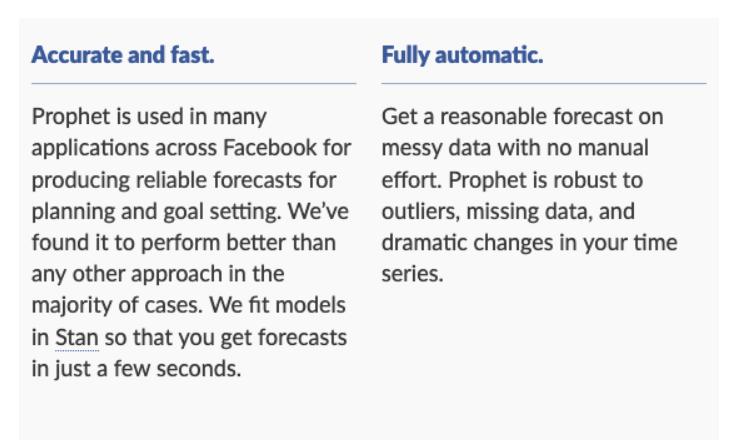 Accurate and fast.
Prophet is used in many
applications across Facebook for
producing reliable forecasts for
planning and goal setting. We’ve
found it to perform better than
any other approach in the
majority of cases. We fit models
in Stan so that you get forecasts
in just a few seconds.
Fully automatic.
Get a reasonable forecast on
messy data with no manual
effort. Prophet is robust to
outliers, missing data, and
dramatic changes in your time
series.